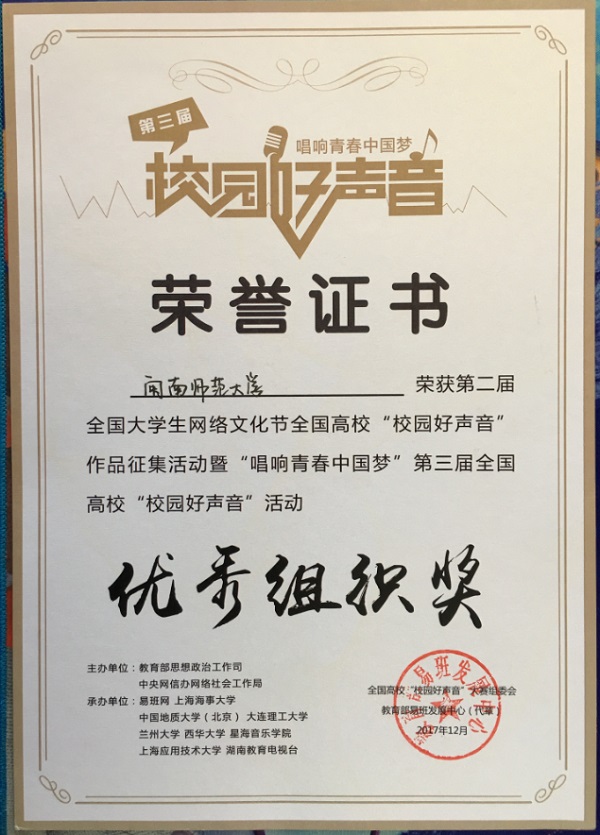 第三届
唱响青春中国梦
校园好声音
荣誉证书
闽南师范大学 荣获第二届
全国大学生网络文化节全国高校“校园好声音”
作品征集活动暨“唱响青春中国梦”第三届全国
高校“校园好声音”活动
优秀组织奖
主办单位：教育部思想政治工作司
中央网信办网络社会工作局
承办单位：易班网 上海海事大学
中国地质大学（北京） 大连理工大学
兰州大学 西华大学 星海音乐学院
上海应用技术大学 湖南教育电视台
全国高校“校园好声音”大赛组委会
教育部易班发展中心（代章）
2017年12月
易班发展中心